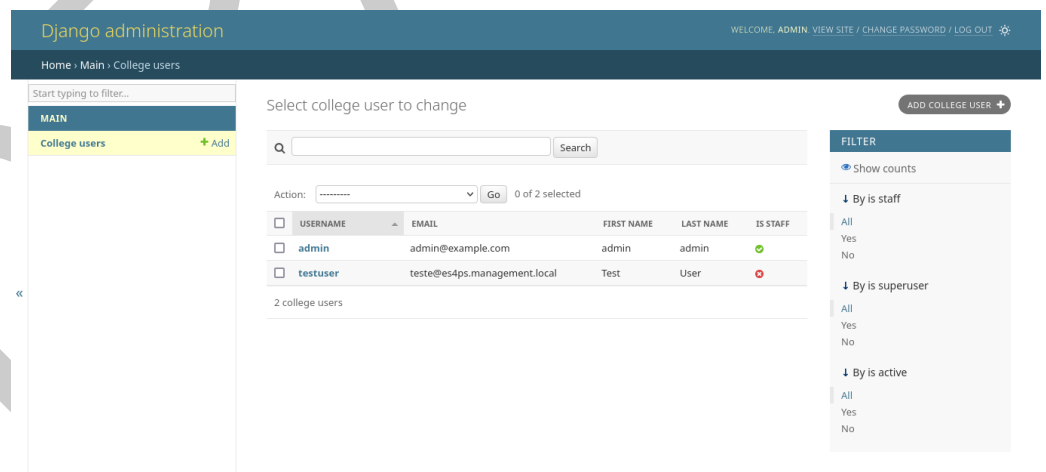 Django administration
WELCOME, ADMIN. VIEW SITE / CHANGE PASSWORD / LOG OUT
Home › Main › College users
Start typing to filter...
MAIN
College users
+ Add
«
Select college user to change
ADD COLLEGE USER +
Search
Action: --------- Go 0 of 2 selected
USERNAME EMAIL FIRST NAME LAST NAME IS STAFF
admin admin@example.com admin admin
testuser teste@es4ps.management.local Test User
2 college users
FILTER
Show counts
↓ By is staff
All
Yes
No
↓ By is superuser
All
Yes
No
↓ By is active
All
Yes
No